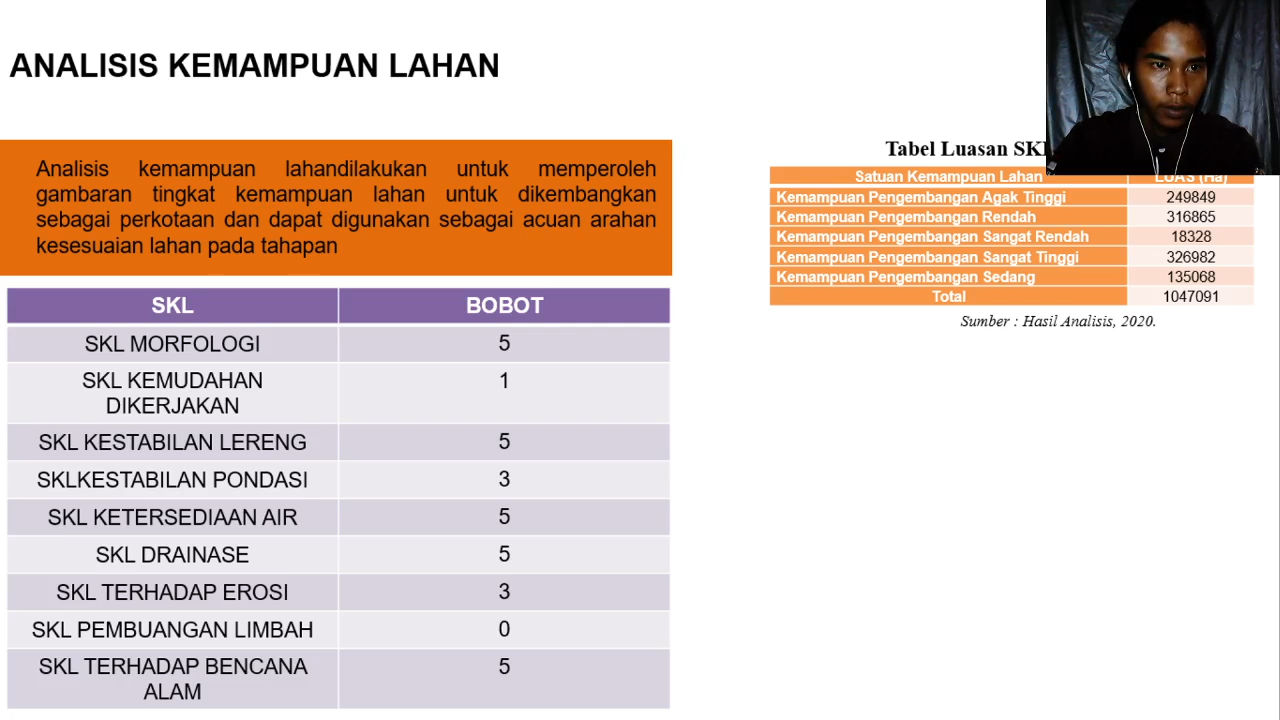 ANALISIS KEMAMPUAN LAHAN
Analisis kemampuan lahandilakukan untuk memperoleh
gambaran tingkat kemampuan lahan untuk dikembangkan
sebagai perkotaan dan dapat digunakan sebagai acuan arahan
kesesuaian lahan pada tahapan
SKL BOBOT
SKL MORFOLOGI 5
SKL KEMUDAHAN 1
DIKERJAKAN
SKL KESTABILAN LERENG 5
SKLKESTABILAN PONDASI 3
SKL KETERSEDIAAN AIR 5
SKL DRAINASE 5
SKL TERHADAP EROSI 3
SKL PEMBUANGAN LIMBAH 0
SKL TERHADAP BENCANA 5
ALAM
Tabel Luasan SKL
Satuan Kemampuan Lahan LUAS (Ha)
Kemampuan Pengembangan Agak Tinggi 249849
Kemampuan Pengembangan Rendah 316865
Kemampuan Pengembangan Sangat Rendah 18328
Kemampuan Pengembangan Sangat Tinggi 326982
Kemampuan Pengembangan Sedang 135068
Total 1047091
Sumber : Hasil Analisis, 2020.